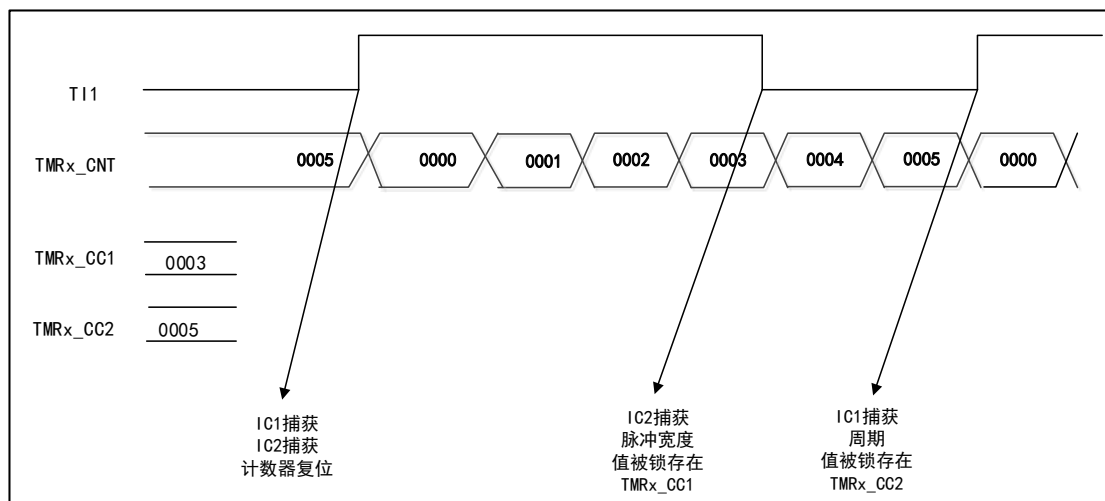 TI1
TMRx_CNT
0005 0000 0001 0002 0003 0004 0005 0000
TMRx_CC1
0003
TMRx_CC2
0005
IC1捕获
IC2捕获
计数器复位
IC2捕获
脉冲宽度
值被锁存在
TMRx_CC1
IC1捕获
周期
值被锁存在
TMRx_CC2